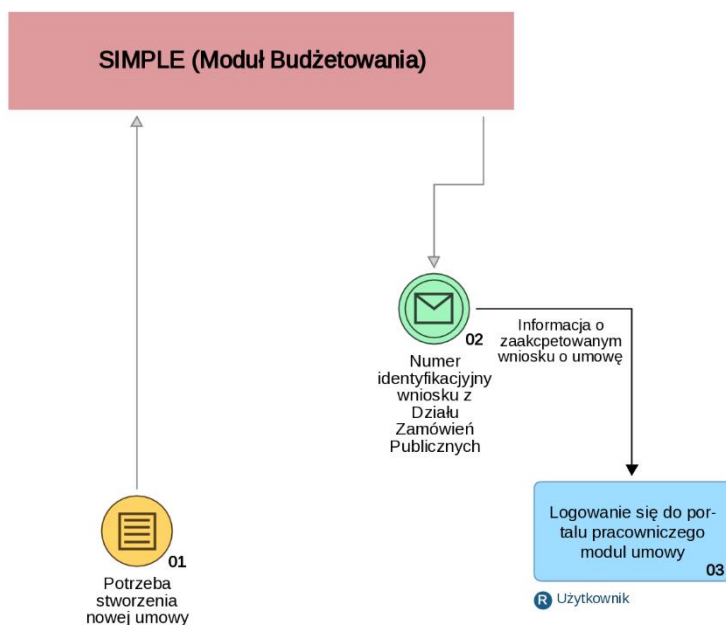 SIMPLE (Moduł Budżetowania)
02
Numer
identyfikacyjny
wniosku z
Działu
Zamówień
Publicznych
Informacja o
zaakcpetowanym
wniosku o umowę
Logowanie się do por-
talu pracowniczego
modul umowy
03
R Użytkownik
01
Potrzeba
stworzenia
nowej umowy